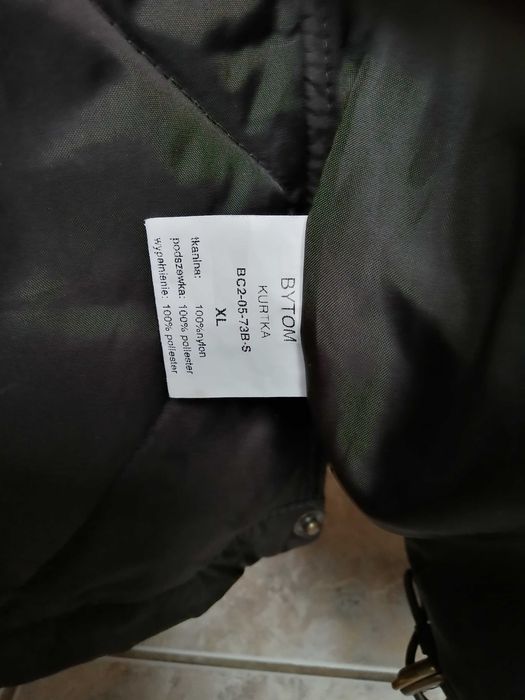 BYTOM
KURTKA
BC2-05-73B-S
XL
tkanina: 100%nylon
podszewka: 100% poliester
wypełnienie: 100% poliester